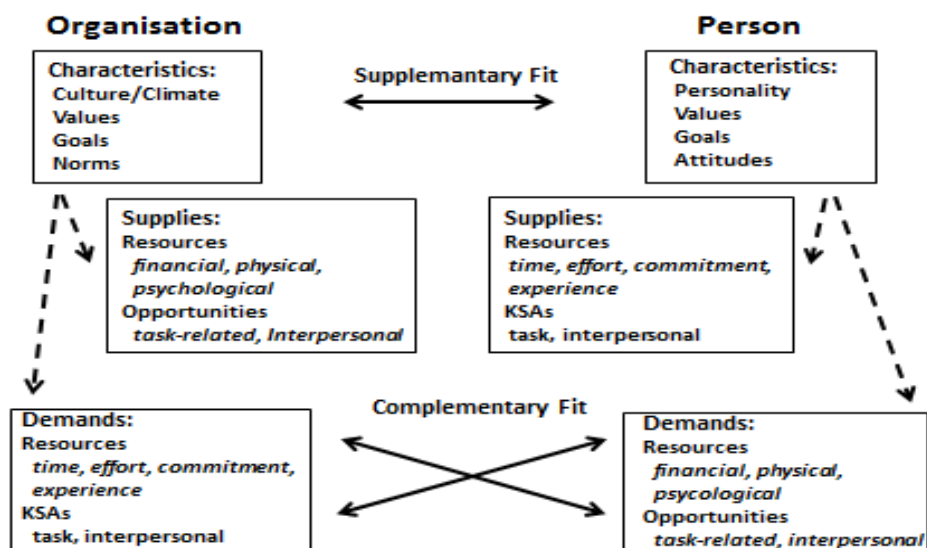 Organisation
Person
Characteristics:
Culture/Climate
Values
Goals
Norms
Supplemantary Fit
Characteristics:
Personality
Values
Goals
Attitudes
Supplies:
Resources
financial, physical,
psychological
Opportunities
task-related, Interpersonal
Supplies:
Resources
time, effort, commitment,
experience
KSAs
task, interpersonal
Complementary Fit
Demands:
Resources
time, effort, commitment,
experience
KSAs
task, interpersonal
Demands:
Resources
financial, physical,
psycological
Opportunities
task-related, interpersonal